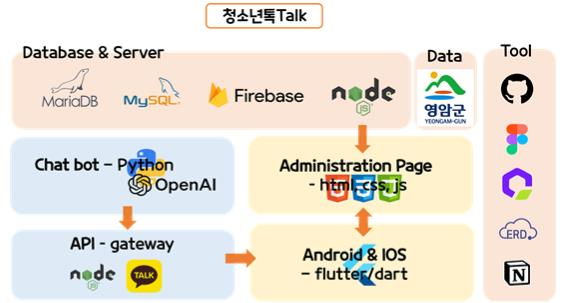 청소년톡Talk
Database & Server
MariaDB
MySQL
Firebase
node
JS
Data
영암군
YEONGAM-GUN
Tool
ERD
Chat bot – Python
OpenAI
Administration Page
- html, css, js
API - gateway
node
JS
TALK
Android & IOS
– flutter/dart